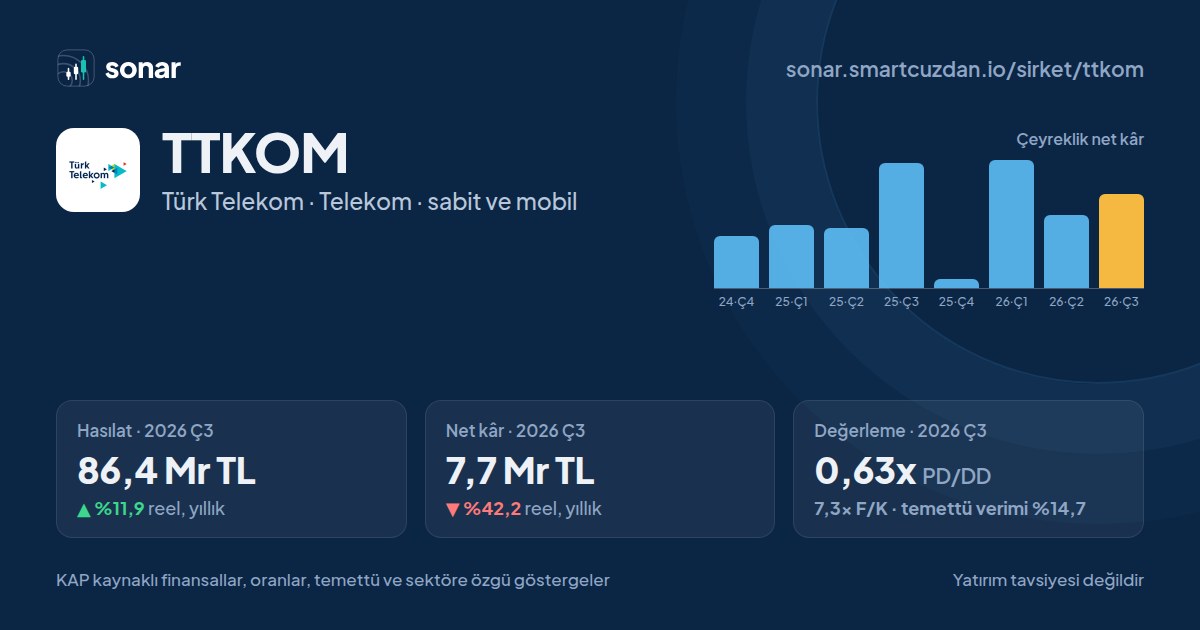 sonar
sonar.smartcuzdan.io/sirket/ttkom
Türk
Telekom
TTKOM
Türk Telekom · Telekom · sabit ve mobil
Çeyreklik net kâr
24·Ç4 25·Ç1 25·Ç2 25·Ç3 25·Ç4 26·Ç1 26·Ç2 26·Ç3
Hasılat · 2026 Ç3
86,4 Mr TL
▲ %11,9 reel, yıllık
Net kâr · 2026 Ç3
7,7 Mr TL
▼ %42,2 reel, yıllık
Değerleme · 2026 Ç3
0,63x PD/DD
7,3× F/K · temettü verimi %14,7
KAP kaynaklı finansallar, oranlar, temettü ve sektöre özgü göstergeler
Yatırım tavsiyesi değildir